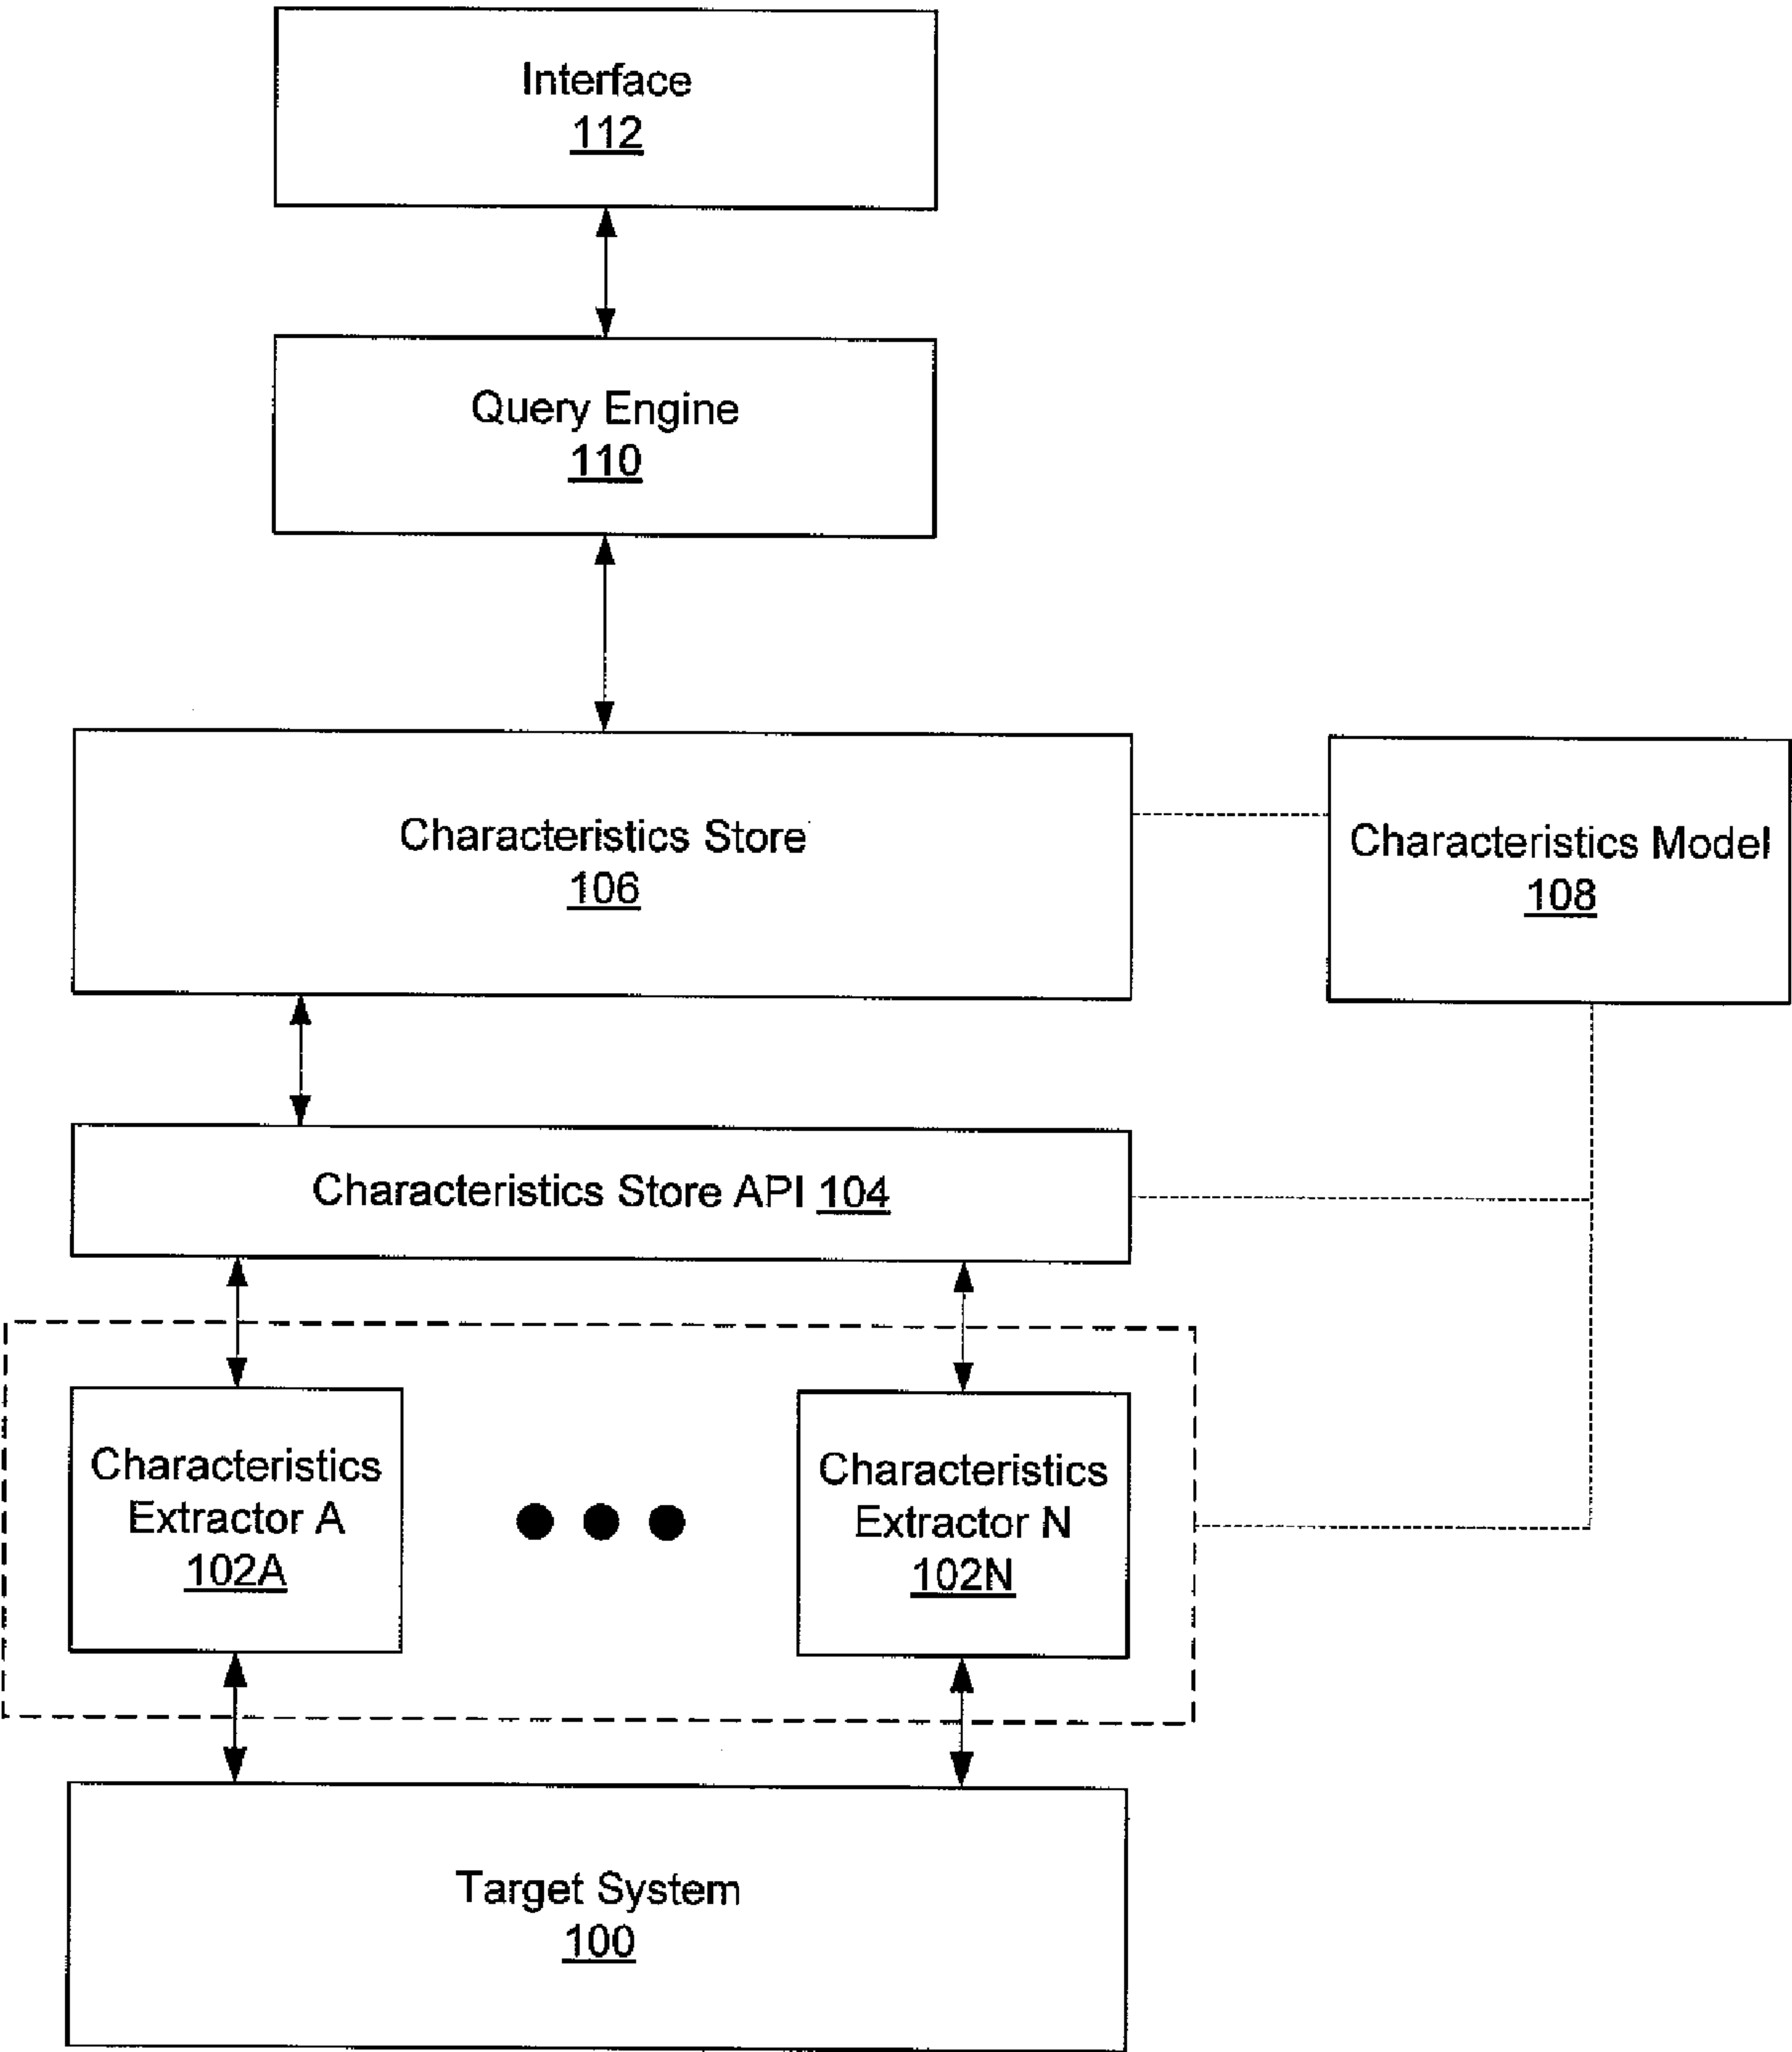 Interface
112
Query Engine
110
Characteristics Store
106
Characteristics Model
108
Characteristics Store API 104
Characteristics
Extractor A
102A
Characteristics
Extractor N
102N
Target System
100